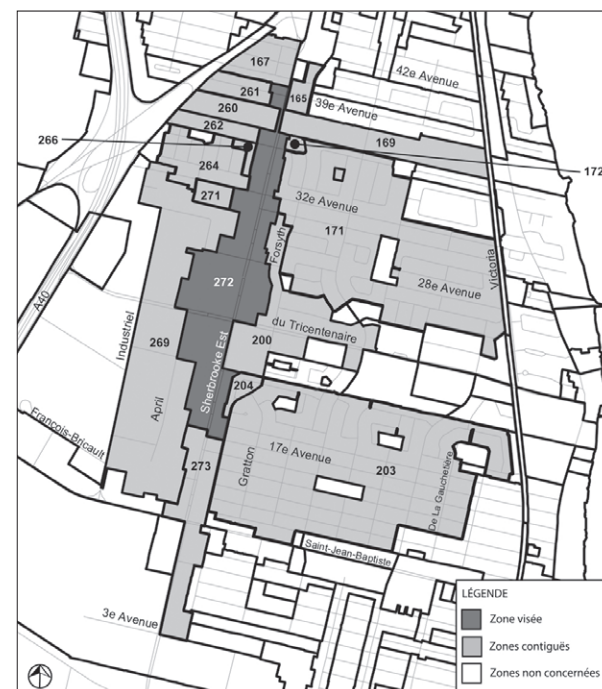 167
42e Avenue
261
165
39e Avenue
260
262
169
266
172
264
271
32e Avenue
171
Forsyth
Victoria
272
28e Avenue
A40
du Tricentenaire
200
Industriel
269
Sherbrooke Est
204
April
François-Bricault
273
Gratton
17e Avenue
203
De La Gauchetière
Saint-Jean-Baptiste
3e Avenue
LÉGENDE
Zone visée
Zones contiguës
Zones non concernées